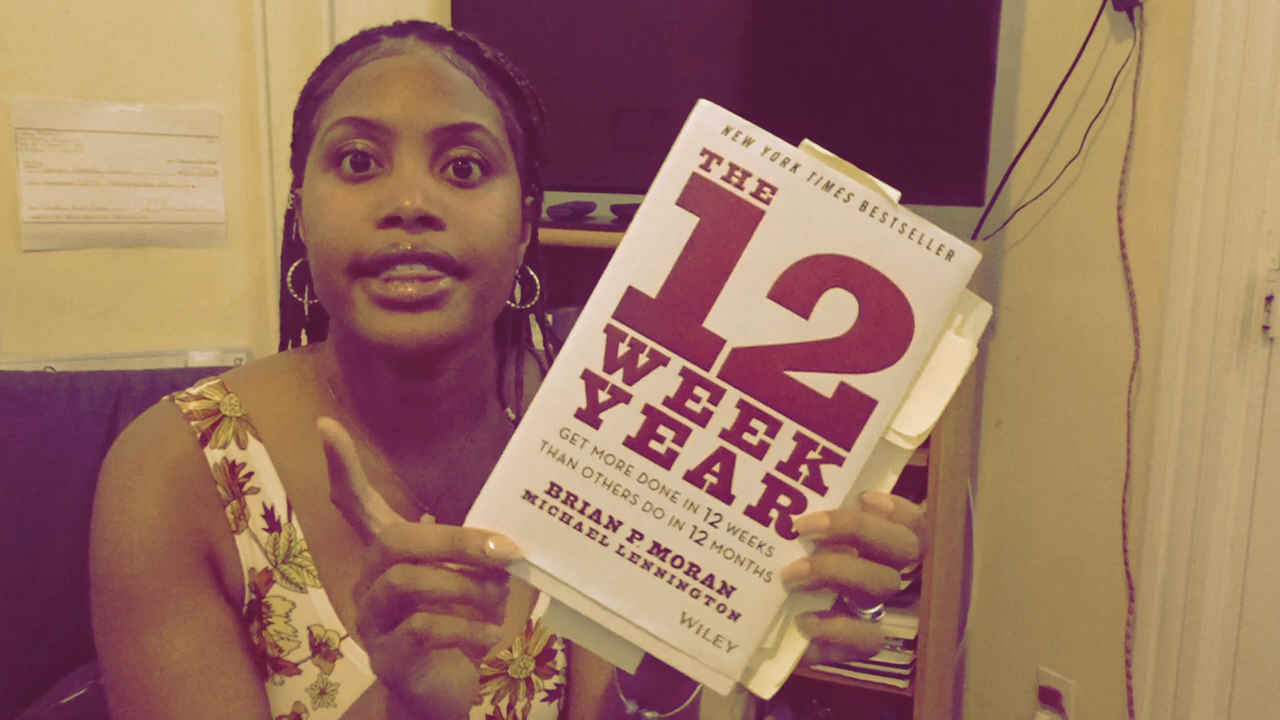 NEW YORK TIMES BESTSELLER
THE
12
WEEK
YEAR
GET MORE DONE IN 12 WEEKS
THAN OTHERS DO IN 12 MONTHS
BRIAN P. MORAN
MICHAEL LENNINGTON
WILEY